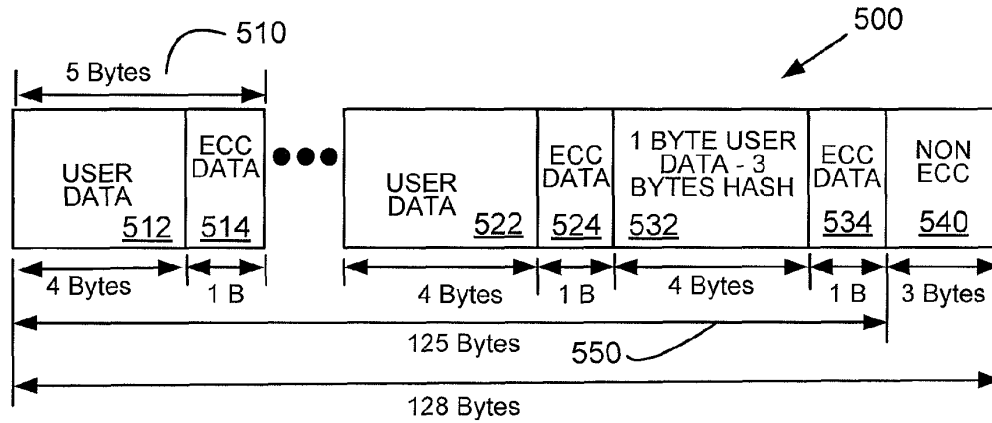 510
500
5 Bytes
USER
DATA
512
ECC
DATA
514
USER
DATA
522
ECC
DATA
524
1 BYTE USER
DATA - 3
BYTES HASH
532
ECC
DATA
534
NON
ECC
540
4 Bytes
1 B
4 Bytes
1 B
4 Bytes
1 B
3 Bytes
125 Bytes
550
128 Bytes